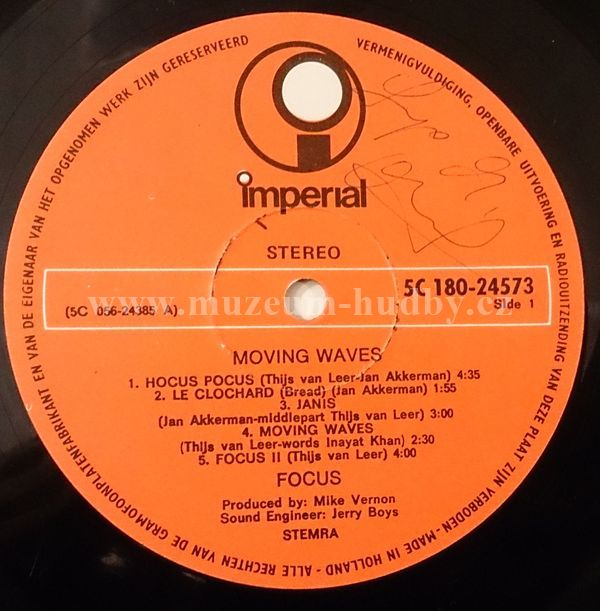 ALLE RECHTEN VAN DE GRAMOFOONPLATENFABRIKANT EN VAN DE EIGENAAR VAN HET OPGENOMEN WERK ZIJN GERESERVEERD
VERMENIGVULDIGING, OPENBARE UITVOERING EN RADIOUITZENDING VAN DEZE PLAAT ZIJN VERBODEN - MADE IN HOLLAND -
imperial
STEREO
5C 180-24573
Side 1
(5C 056-24385 A)
www.muzeum-hudby.cz
MOVING WAVES
1. HOCUS POCUS (Thijs van Leer-Jan Akkerman) 4:35
2. LE CLOCHARD (Bread) (Jan Akkerman) 1:55
3. JANIS
(Jan Akkerman-middlepart Thijs van Leer) 3:00
4. MOVING WAVES
(Thijs van Leer-words Inayat Khan) 2:30
5. FOCUS II (Thijs van Leer) 4:00
FOCUS
Produced by: Mike Vernon
Sound Engineer: Jerry Boys
STEMRA